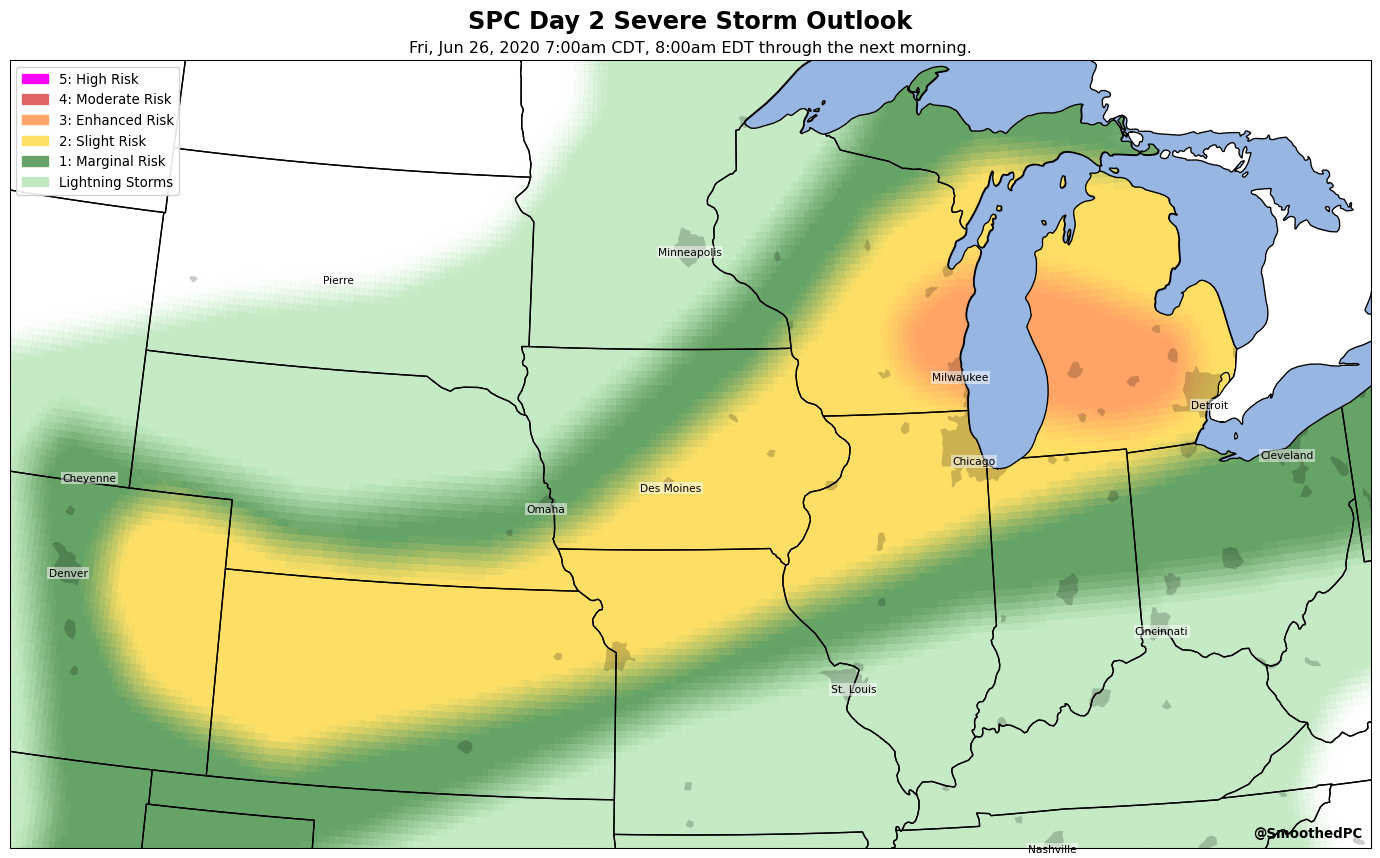 SPC Day 2 Severe Storm Outlook
Fri, Jun 26, 2020 7:00am CDT, 8:00am EDT through the next morning.
5: High Risk
4: Moderate Risk
3: Enhanced Risk
2: Slight Risk
1: Marginal Risk
Lightning Storms
Minneapolis
Pierre
Milwaukee
Detroit
Cleveland
Chicago
Cheyenne
Des Moines
Omaha
Denver
Cincinnati
St. Louis
@SmoothedPC
Nashville